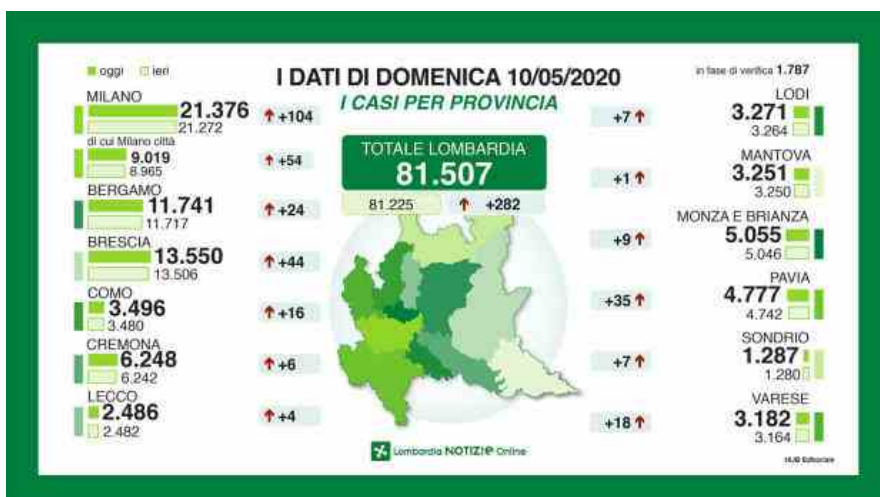 oggi ieri
I DATI DI DOMENICA 10/05/2020
I CASI PER PROVINCIA
in fase di verifica 1.787
TOTALE LOMBARDIA
81.507
81.225 +282
MILANO
21.376 +104
21.272
di cui Milano città
9.019 +54
8.965
BERGAMO
11.741 +24
11.717
BRESCIA
13.550 +44
13.506
COMO
3.496 +16
3.480
CREMONA
6.248 +6
6.242
LECCO
2.486 +4
2.482
LODI
+7 3.271
3.264
MANTOVA
+1 3.251
3.250
MONZA E BRIANZA
+9 5.055
5.046
PAVIA
+35 4.777
4.742
SONDRIO
+7 1.287
1.280
VARESE
+18 3.182
3.164
Lombardia NOTIZIE Online
HUB Editoriale